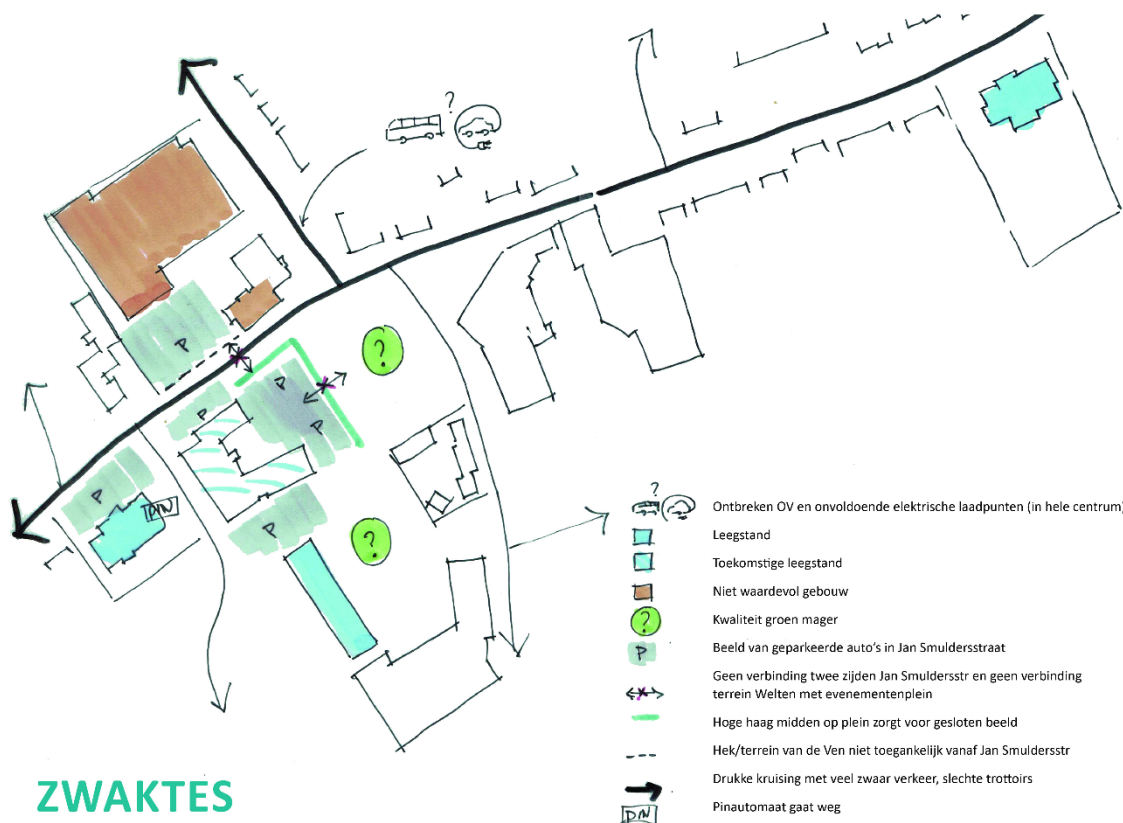 ?
P
P
P
P
P
P
PIN
?
?
?
Ontbreken OV en onvoldoende elektrische laadpunten (in hele centrum)
Leegstand
Toekomstige leegstand
Niet waardevol gebouw
?
Kwaliteit groen mager
P
Beeld van geparkeerde auto's in Jan Smuldersstraat
Geen verbinding twee zijden Jan Smuldersstr en geen verbinding
terrein Welten met evenementenplein
Hoge haag midden op plein zorgt voor gesloten beeld
Hek/terrein van de Ven niet toegankelijk vanaf Jan Smuldersstr
Drukke kruising met veel zwaar verkeer, slechte trottoirs
PIN
Pinautomaat gaat weg
ZWAKTES